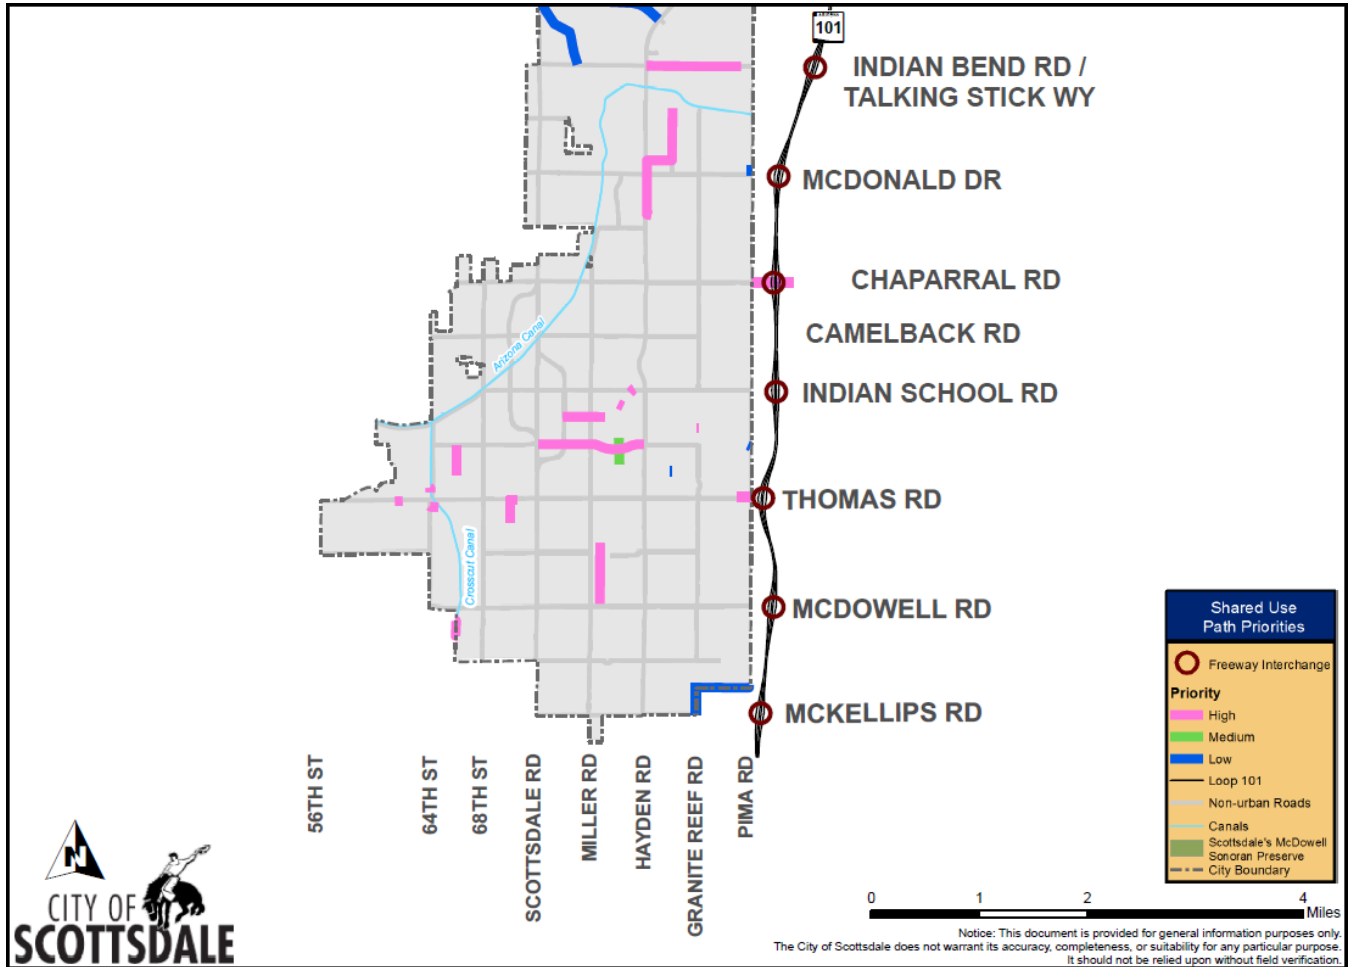 101
INDIAN BEND RD /
TALKING STICK WY
MCDONALD DR
CHAPARRAL RD
CAMELBACK RD
INDIAN SCHOOL RD
THOMAS RD
MCDOWELL RD
MCKELLIPS RD
Arizona Canal
Crosscut Canal
56TH ST
64TH ST
68TH ST
SCOTTSDALE RD
MILLER RD
HAYDEN RD
GRANITE REEF RD
PIMA RD
Shared Use
Path Priorities
Freeway Interchange
Priority
High
Medium
Low
Loop 101
Non-urban Roads
Canals
Scottsdale's McDowell
Sonoran Preserve
City Boundary
N
CITY OF
SCOTTSDALE
0 1 2 4
Miles
Notice: This document is provided for general information purposes only.
The City of Scottsdale does not warrant its accuracy, completeness, or suitability for any particular purpose.
It should not be relied upon without field verification.